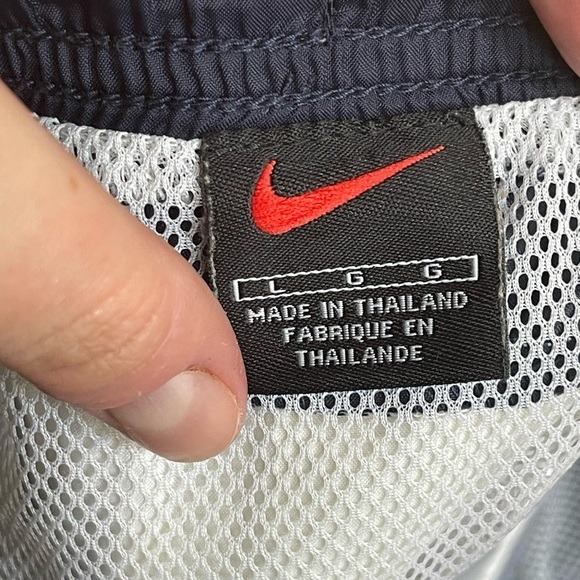 L G G
MADE IN THAILAND
FABRIQUE EN
THAILANDE